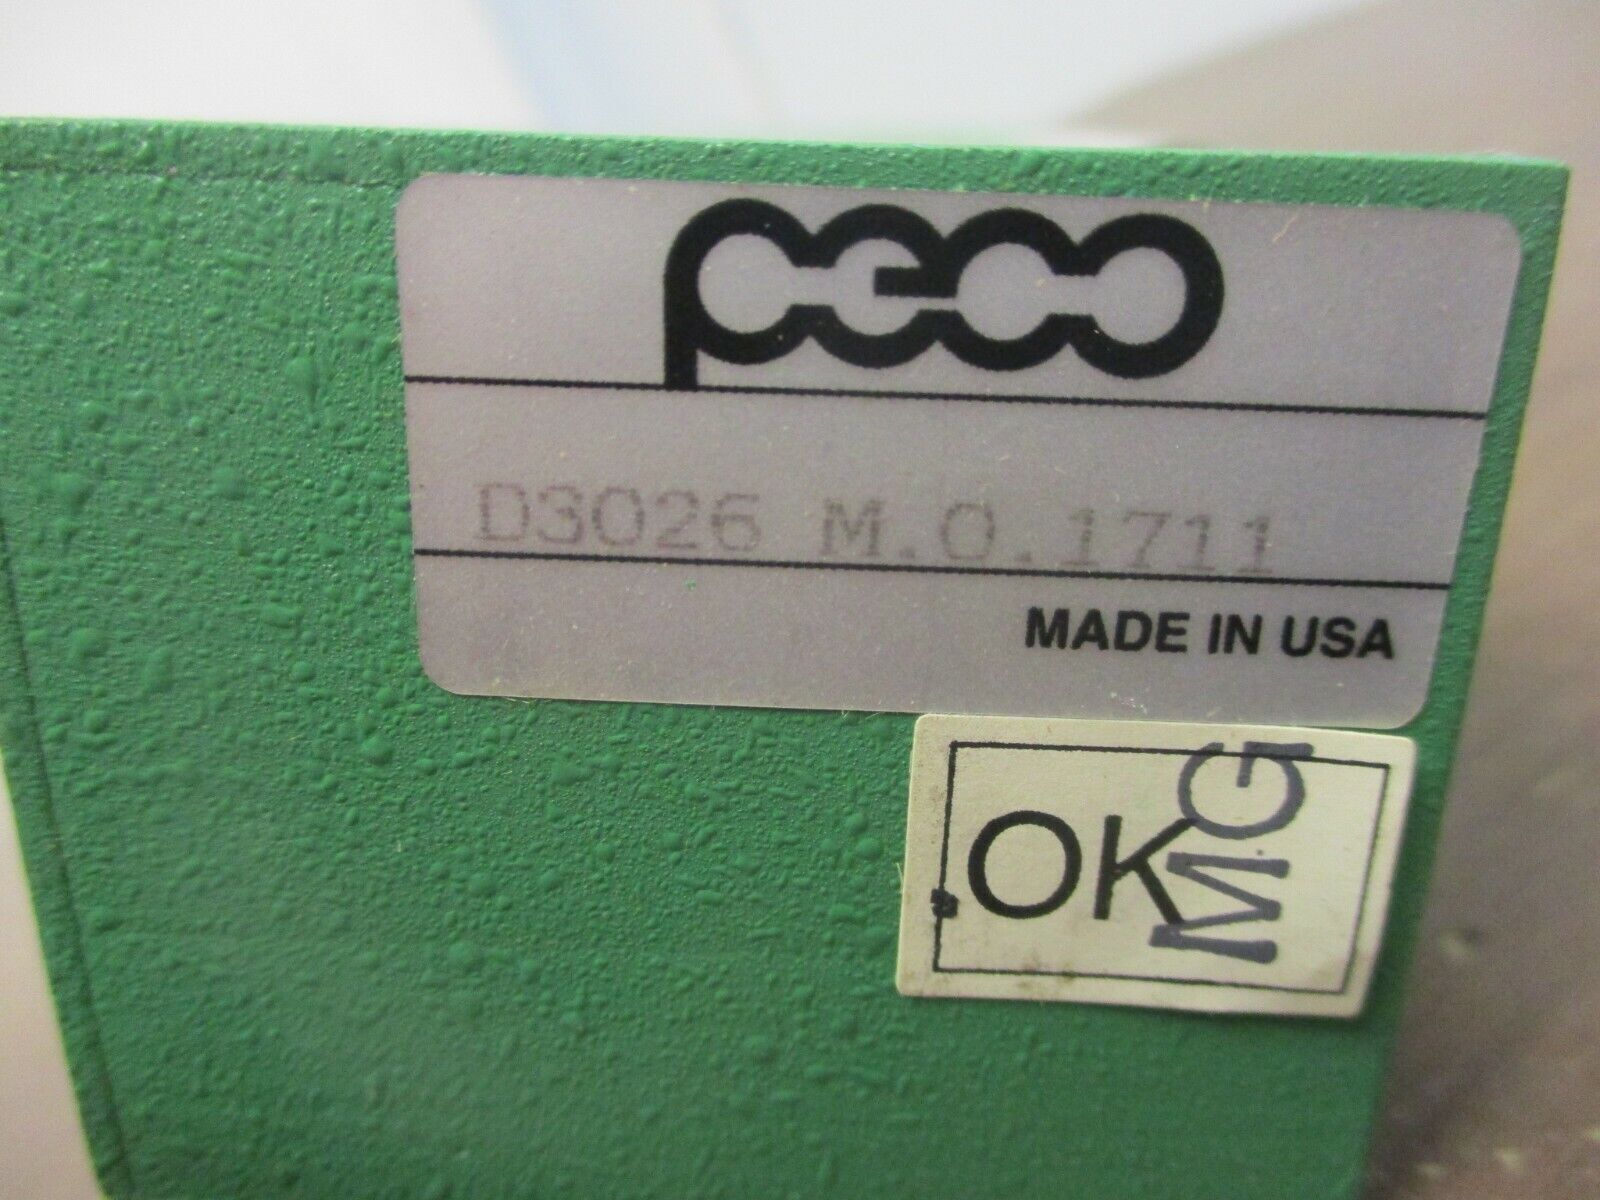 peco
D3026 M.O.1711
MADE IN USA
.OK
MG